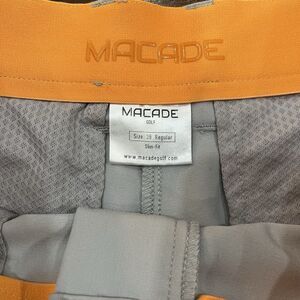 MACADE
MACADE
GOLF
Size 38 Regular
Slim Fit
www.macadegolf.com